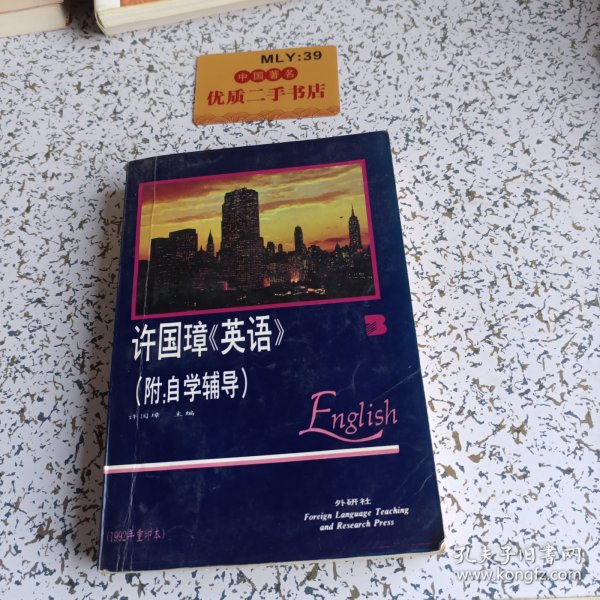 MLY:39
中国著名
优质二手书店
许国璋《英语》
3
(附:自学辅导)
许国璋 主编
English
外研社
Foreign Language Teaching
and Research Press
(1992年重印本)
孔夫子旧书网
www.kongfz.com